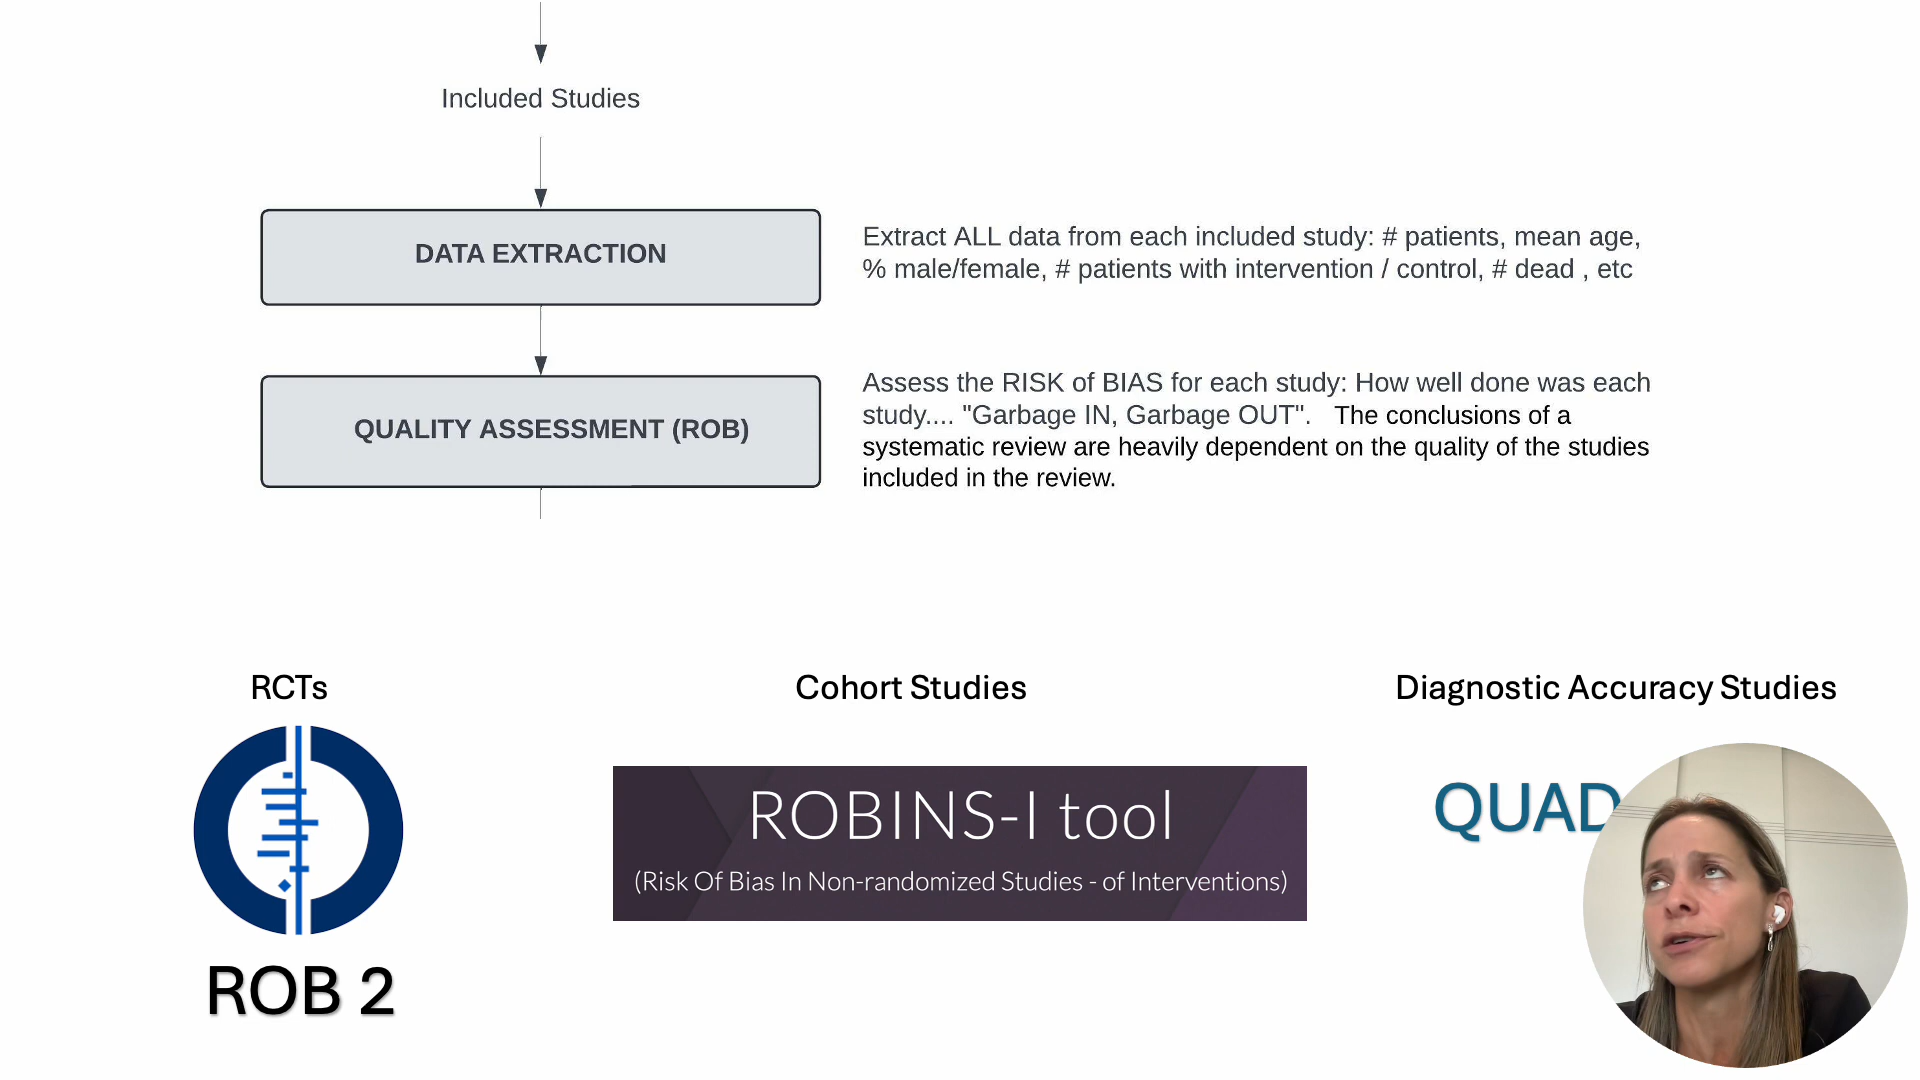 Included Studies
DATA EXTRACTION
Extract ALL data from each included study: # patients, mean age,
% male/female, # patients with intervention / control, # dead , etc
QUALITY ASSESSMENT (ROB)
Assess the RISK of BIAS for each study: How well done was each
study.... "Garbage IN, Garbage OUT". The conclusions of a
systematic review are heavily dependent on the quality of the studies
included in the review.
RCTs
Cohort Studies
Diagnostic Accuracy Studies
ROBINS-I tool
(Risk Of Bias In Non-randomized Studies - of Interventions)
QUAD
ROB 2